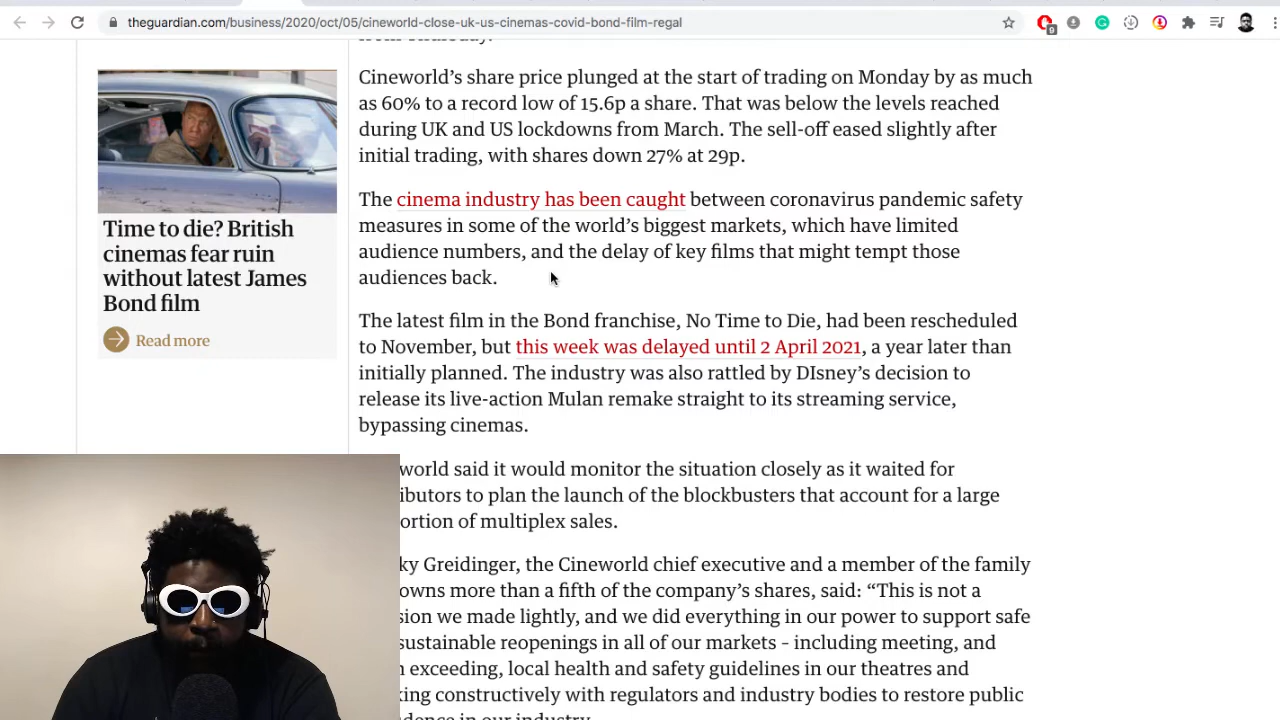 theguardian.com/business/2020/oct/05/cineworld-close-uk-us-cinemas-covid-bond-film-regal
9
Time to die? British
cinemas fear ruin
without latest James
Bond film
Read more
Cineworld’s share price plunged at the start of trading on Monday by as much
as 60% to a record low of 15.6p a share. That was below the levels reached
during UK and US lockdowns from March. The sell-off eased slightly after
initial trading, with shares down 27% at 29p.
The cinema industry has been caught between coronavirus pandemic safety
measures in some of the world’s biggest markets, which have limited
audience numbers, and the delay of key films that might tempt those
audiences back.
The latest film in the Bond franchise, No Time to Die, had been rescheduled
to November, but this week was delayed until 2 April 2021, a year later than
initially planned. The industry was also rattled by DIsney’s decision to
release its live-action Mulan remake straight to its streaming service,
bypassing cinemas.
world said it would monitor the situation closely as it waited for
ibutors to plan the launch of the blockbusters that account for a large
ortion of multiplex sales.
ky Greidinger, the Cineworld chief executive and a member of the family
owns more than a fifth of the company’s shares, said: “This is not a
sion we made lightly, and we did everything in our power to support safe
sustainable reopenings in all of our markets – including meeting, and
n exceeding, local health and safety guidelines in our theatres and
king constructively with regulators and industry bodies to restore public